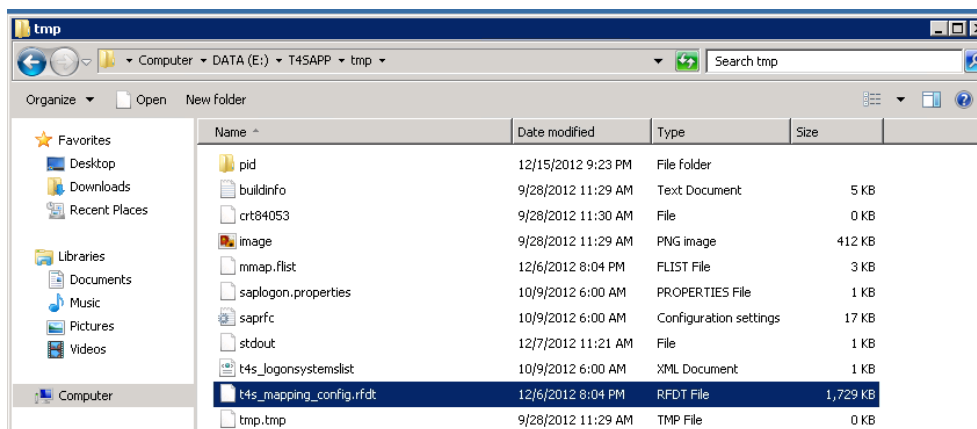 tmp
Computer DATA (E:) T4SAPP tmp Search tmp
Organize Open New folder
Name Date modified Type Size
Favorites
Desktop
Downloads
Recent Places
Libraries
Documents
Music
Pictures
Videos
Computer
pid 12/15/2012 9:23 PM File folder
buildinfo 9/28/2012 11:29 AM Text Document 5 KB
crt84053 9/28/2012 11:30 AM File 0 KB
image 9/28/2012 11:29 AM PNG image 412 KB
mmap.flist 12/6/2012 8:04 PM FLIST File 3 KB
saplogon.properties 10/9/2012 6:00 AM PROPERTIES File 1 KB
saprfc 10/9/2012 6:00 AM Configuration settings 17 KB
stdout 12/7/2012 11:21 AM File 1 KB
t4s_logonsystemslist 10/9/2012 6:00 AM XML Document 1 KB
t4s_mapping_config.rfdt 12/6/2012 8:04 PM RFDT File 1,729 KB
tmp.tmp 9/28/2012 11:29 AM TMP File 0 KB